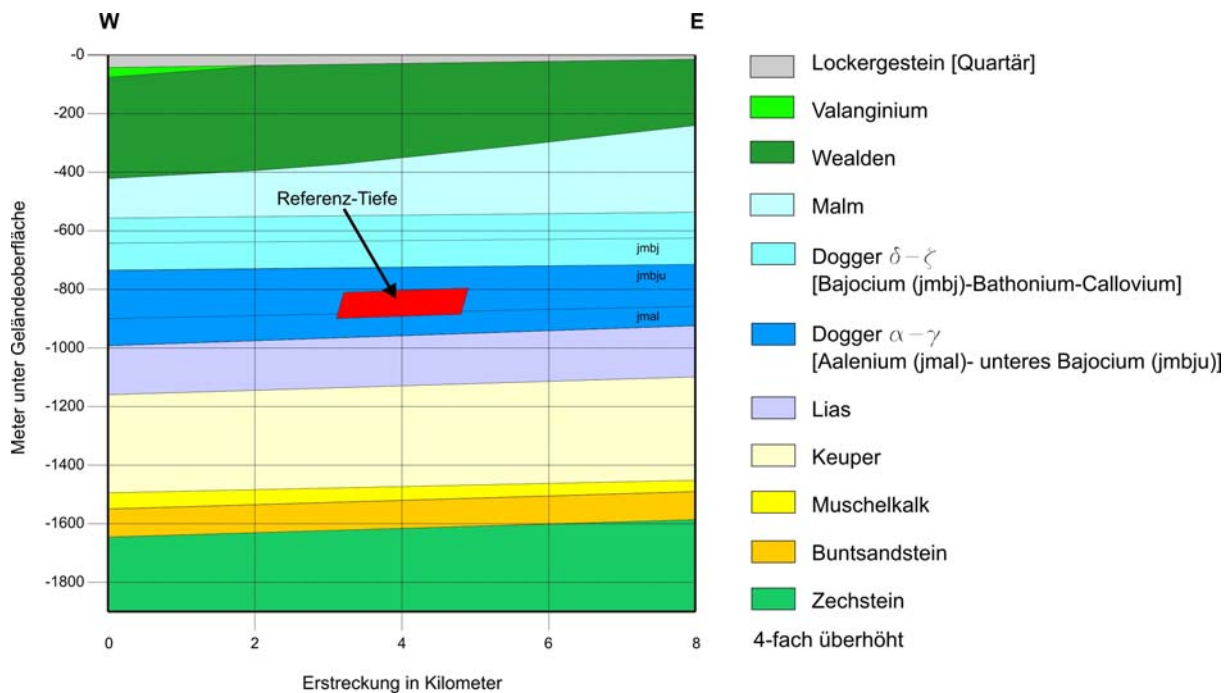 W
E
-0
-200
-400
-600
-800
-1000
-1200
-1400
-1600
-1800
Meter unter Geländeoberfläche
Referenz-Tiefe
jmbj
jmbju
jmal
0
2
4
6
8
Erstreckung in Kilometer
Lockergestein [Quartär]
Valanginium
Wealden
Malm
Dogger δ–ζ
[Bajocium (jmbj)-Bathonium-Callovium]
Dogger α–γ
[Aalenium (jmal)- unteres Bajocium (jmbju)]
Lias
Keuper
Muschelkalk
Buntsandstein
Zechstein
4-fach überhöht